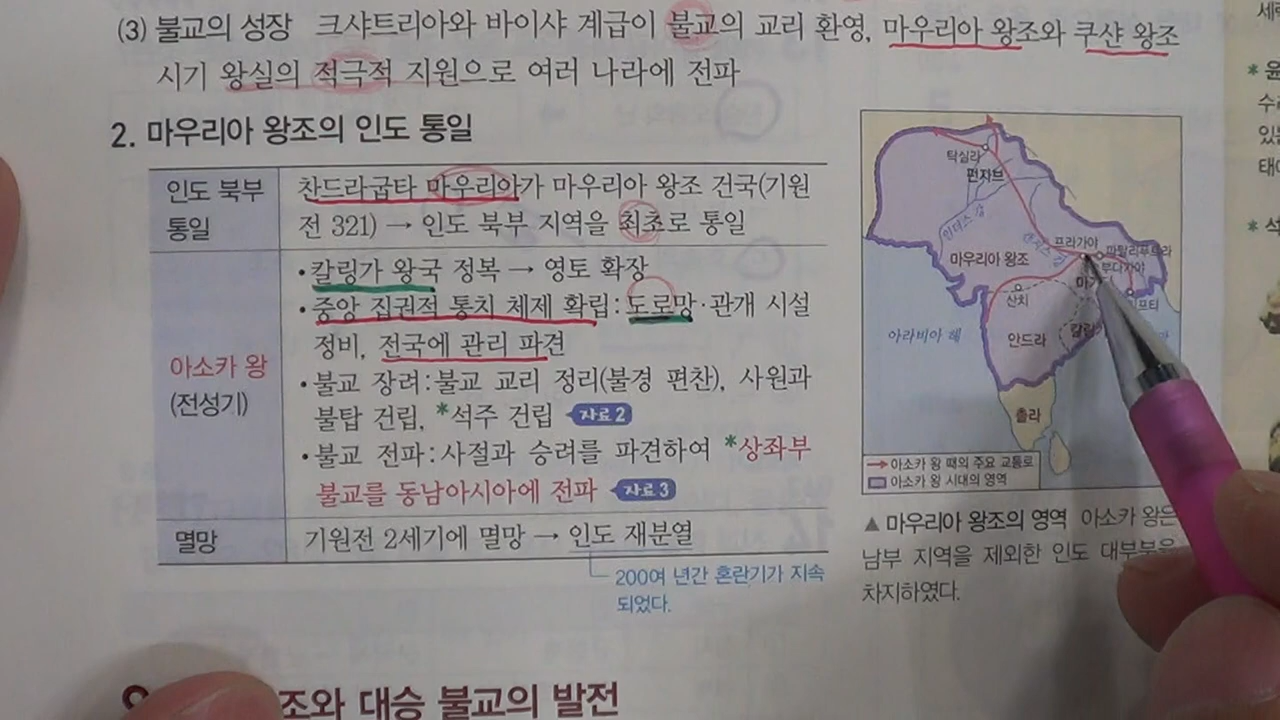 (3) 불교의 성장 크샤트리아와 바이샤 계급이 불교의 교리 환영, 마우리아 왕조와 쿠샨 왕조
시기 왕실의 적극적 지원으로 여러 나라에 전파
2. 마우리아 왕조의 인도 통일
인도 북부
통일
찬드라굽타 마우리아가 마우리아 왕조 건국(기원
전 321) → 인도 북부 지역을 최초로 통일
아소카 왕
(전성기)
•칼링가 왕국 정복 → 영토 확장
•중앙 집권적 통치 체제 확립: 도로망·관개 시설
정비, 전국에 관리 파견
•불교 장려: 불교 교리 정리(불경 편찬), 사원과
불탑 건립, *석주 건립 자료 2
•불교 전파: 사절과 승려를 파견하여 *상좌부
불교를 동남아시아에 전파 자료 3
멸망
기원전 2세기에 멸망 → 인도 재분열
200여 년간 혼란기가 지속
되었다.
탁실라
펀자브
인더스 강
갠지스 강
프라가야
파탈리푸트라
부다가야
마우리아 왕조
산치
아라비아 해
안드라
칼링
촐라
아소카 왕 때의 주요 교통로
아소카 왕 시대의 영역
▲ 마우리아 왕조의 영역 아소카 왕은
남부 지역을 제외한 인도 대부분을
차지하였다.
조와 대승 불교의 발전
* 윤
수
있
태
* 석